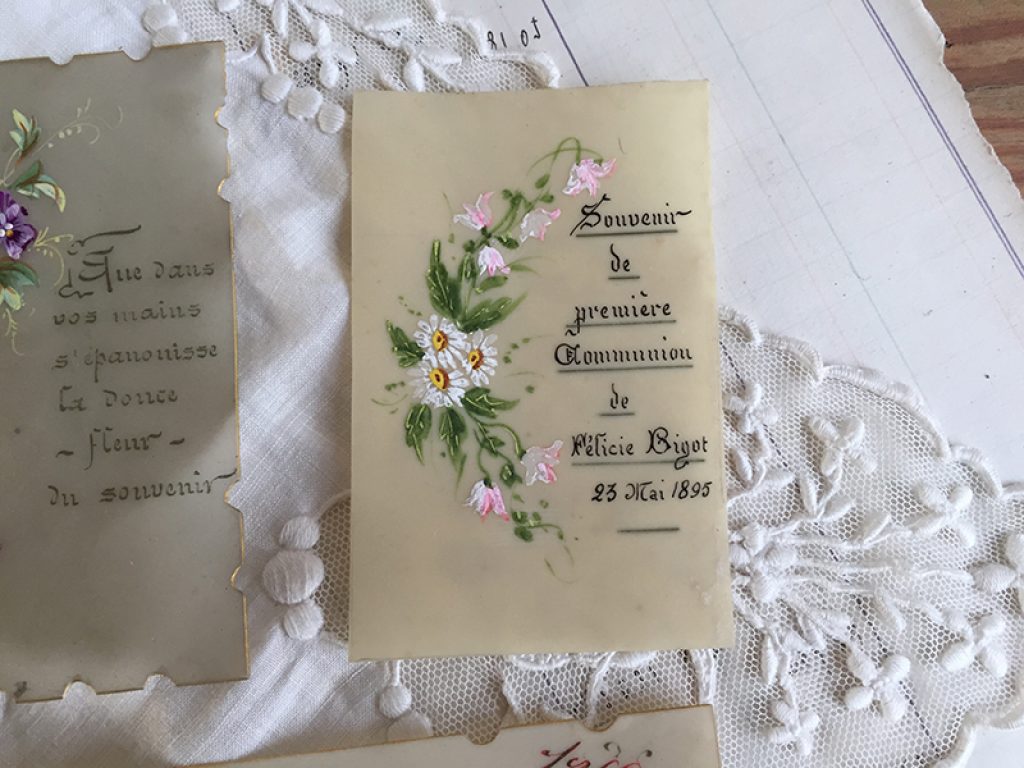 Que dans
vos mains
s'épanouisse
la douce
- fleur -
du souvenir
Souvenir
de
première
Communion
de
Félicie Bigot
23 Mai 1895